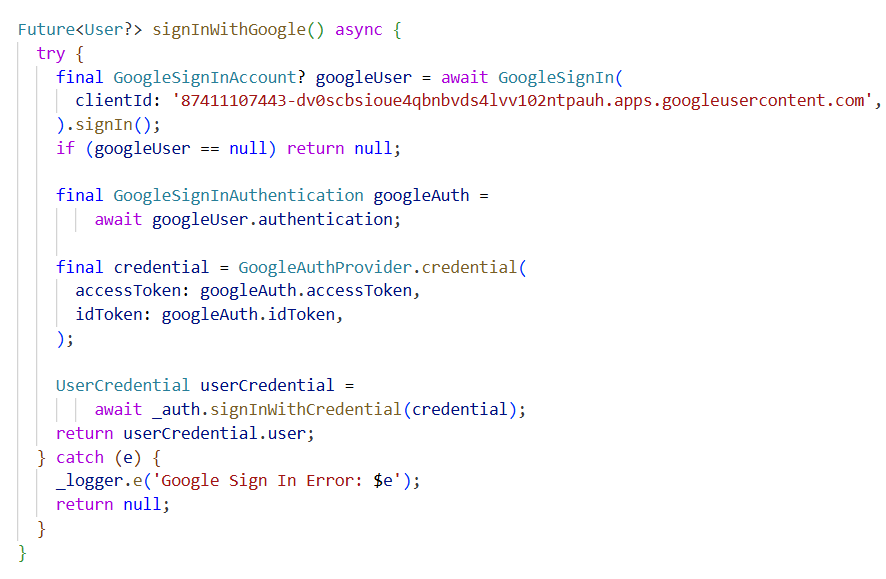 Future<User?> signInWithGoogle() async {
  try {
    final GoogleSignInAccount? googleUser = await GoogleSignIn(
      clientId: '87411107443-dv0scbsioue4qbnbvds4lvv102ntpauh.apps.googleusercontent.com',
    ).signIn();
    if (googleUser == null) return null;

    final GoogleSignInAuthentication googleAuth =
        await googleUser.authentication;

    final credential = GoogleAuthProvider.credential(
      accessToken: googleAuth.accessToken,
      idToken: googleAuth.idToken,
    );

    UserCredential userCredential =
        await _auth.signInWithCredential(credential);
    return userCredential.user;
  } catch (e) {
    _logger.e('Google Sign In Error: $e');
    return null;
  }
}